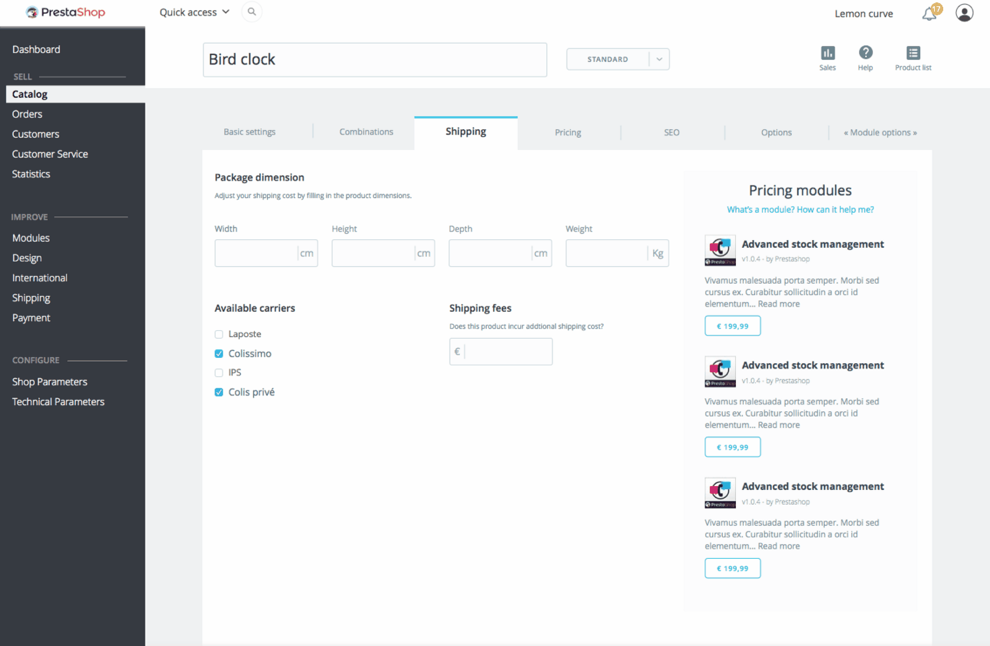 PrestaShop
Quick access
Lemon curve
17
Dashboard
SELL
Catalog
Orders
Customers
Customer Service
Statistics
IMPROVE
Modules
Design
International
Shipping
Payment
CONFIGURE
Shop Parameters
Technical Parameters
Bird clock
STANDARD
Sales
Help
Product list
Basic settings
Combinations
Shipping
Pricing
SEO
Options
« Module options »
Package dimension
Adjust your shipping cost by filling in the product dimensions.
Width
Height
Depth
Weight
cm
cm
cm
Kg
Available carriers
Laposte
Colissimo
IPS
Colis privé
Shipping fees
Does this product incur addtional shipping cost?
€
Pricing modules
What's a module? How can it help me?
Advanced stock management
v1.0.4 - by Prestashop
Vivamus malesuada porta semper. Morbi sed
cursus ex. Curabitur sollicitudin a orci id
elementum... Read more
€ 199,99
Advanced stock management
v1.0.4 - by Prestashop
Vivamus malesuada porta semper. Morbi sed
cursus ex. Curabitur sollicitudin a orci id
elementum... Read more
€ 199,99
Advanced stock management
v1.0.4 - by Prestashop
Vivamus malesuada porta semper. Morbi sed
cursus ex. Curabitur sollicitudin a orci id
elementum... Read more
€ 199,99